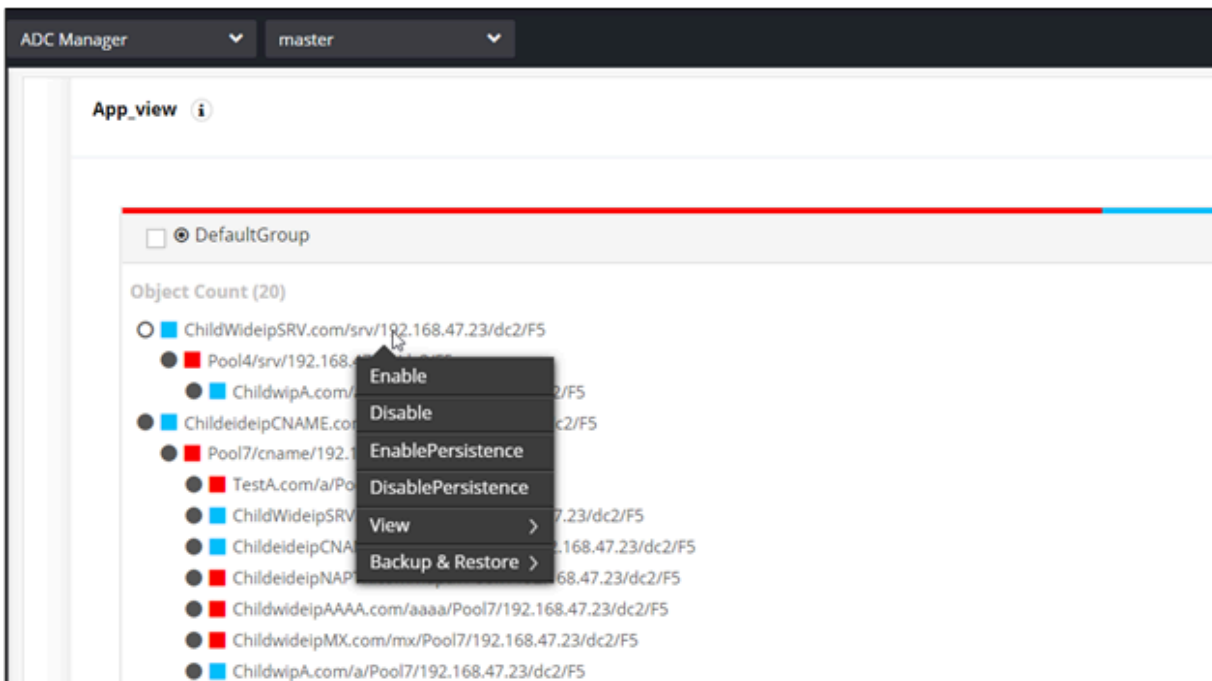 ADC Manager
master
App_view
DefaultGroup
Object Count (20)
ChildWideipSRV.com/srv/192.168.47.23/dc2/F5
Pool4/srv/192.168.
Enable
ChildwipA.com/ 2/F5
Disable
ChildeideipCNAME.co c2/F5
EnablePersistence
Pool7/cname/192.1
TestA.com/a/Po
DisablePersistence
ChildWideipSRV 7.23/dc2/F5
View
ChildeideipCNA .168.47.23/dc2/F5
Backup & Restore
ChildeideipNAP 68.47.23/dc2/F5
ChildwideipAAAA.com/aaaa/Pool7/192.168.47.23/dc2/F5
ChildwideipMX.com/mx/Pool7/192.168.47.23/dc2/F5
ChildwipA.com/a/Pool7/192.168.47.23/dc2/F5